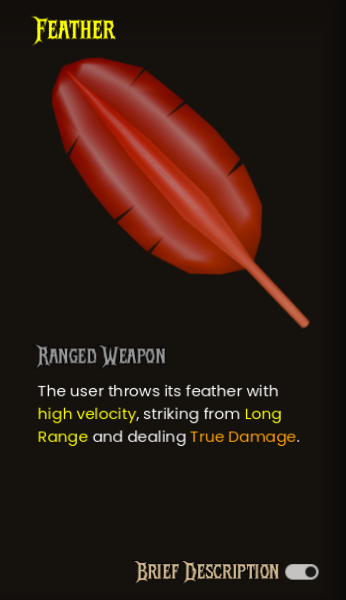 Feather
Ranged Weapon
The user throws its feather with
high velocity, striking from Long
Range and dealing True Damage.
Brief Description